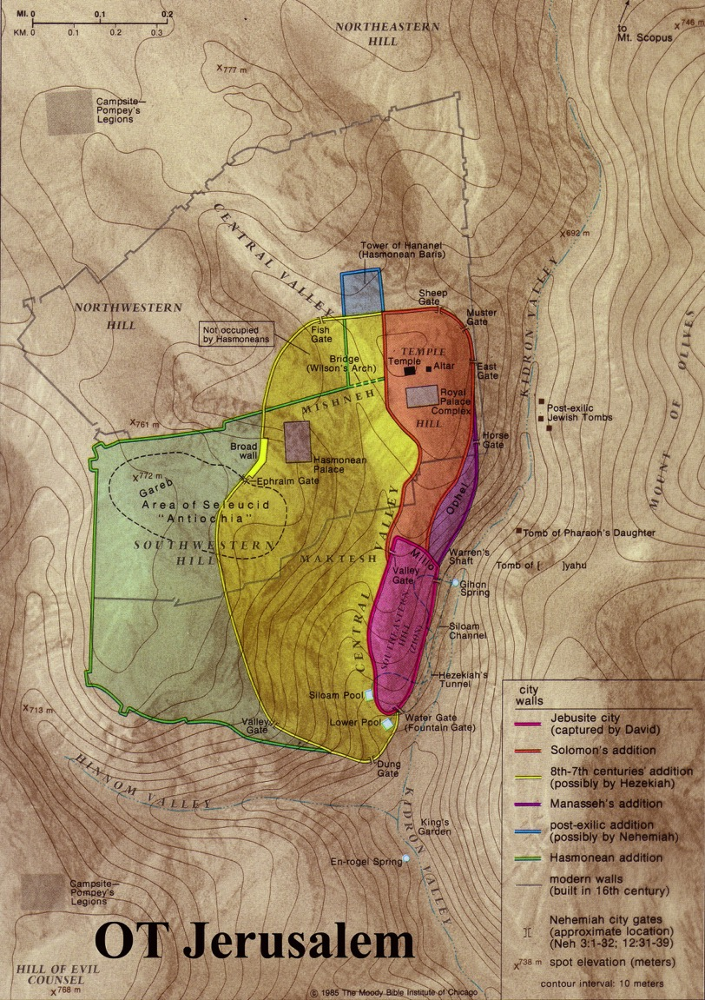 MI. 0 0.1 0.2
KM. 0 0.1 0.2 0.3
NORTHEASTERN
HILL
to
Mt. Scopus
x 746 m
x 777 m
Campsite—
Pompey's
Legions
CENTRAL VALLEY
x 692 m
Tower of Hananel
(Hasmonean Baris)
KIDRON VALLEY
MOUNT OF OLIVES
NORTHWESTERN
HILL
Sheep
Gate
Muster
Gate
Not occupied
by Hasmoneans
Fish
Gate
Bridge
(Wilson's Arch)
TEMPLE
Temple
Altar
East
Gate
Royal
Palace
Complex
HILL
MISHNEH
Post-exilic
Jewish Tombs
x 761 m
Horse
Gate
Broad
wall
Hasmonean
Palace
Ephraim Gate
x 772 m
Gareb
Area of Seleucid
"Antiochia"
Ophel
SOUTHWESTERN
HILL
MAKTESH
CENTRAL VALLEY
Tomb of Pharaoh's Daughter
Millo
Warren's
Shaft
Tomb of [ ]yahu
Valley
Gate
Gihon
Spring
SOUTHEASTERN
HILL
(ZION)
Siloam
Channel
Hezekiah's
Tunnel
Siloam Pool
Lower Pool
Water Gate
(Fountain Gate)
x 713 m
Valley
Gate
Dung
Gate
HINNOM VALLEY
KIDRON VALLEY
King's
Garden
En-rogel Spring
Campsite—
Pompey's
Legions
OT Jerusalem
HILL OF EVIL
COUNSEL
x 768 m
© 1985 The Moody Bible Institute of Chicago
city
walls
Jebusite city
(captured by David)
Solomon's addition
8th-7th centuries' addition
(possibly by Hezekiah)
Manasseh's addition
post-exilic addition
(possibly by Nehemiah)
Hasmonean addition
modern walls
(built in 16th century)
Nehemiah city gates
(approximate location)
(Neh 3:1-32; 12:31-39)
x 738 m spot elevation (meters)
contour interval: 10 meters